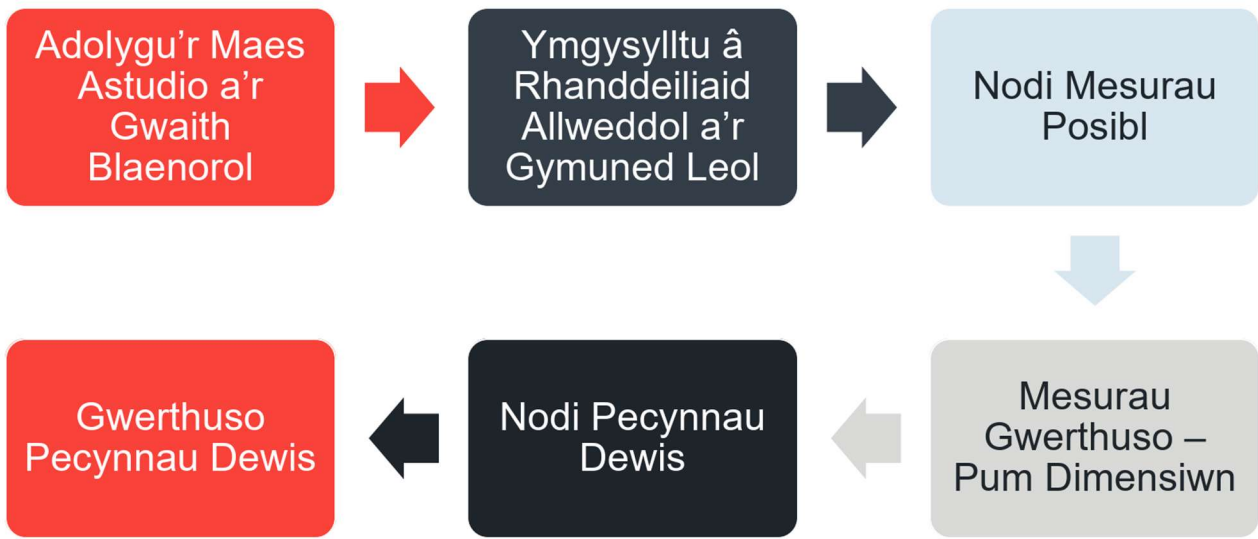 Adolygu’r Maes
Astudio a’r
Gwaith
Blaenorol
Ymgysylltu â
Rhanddeiliaid
Allweddol a’r
Gymuned Leol
Nodi Mesurau
Posibl
Mesurau
Gwerthuso –
Pum Dimensiwn
Nodi Pecynnau
Dewis
Gwerthuso
Pecynnau Dewis